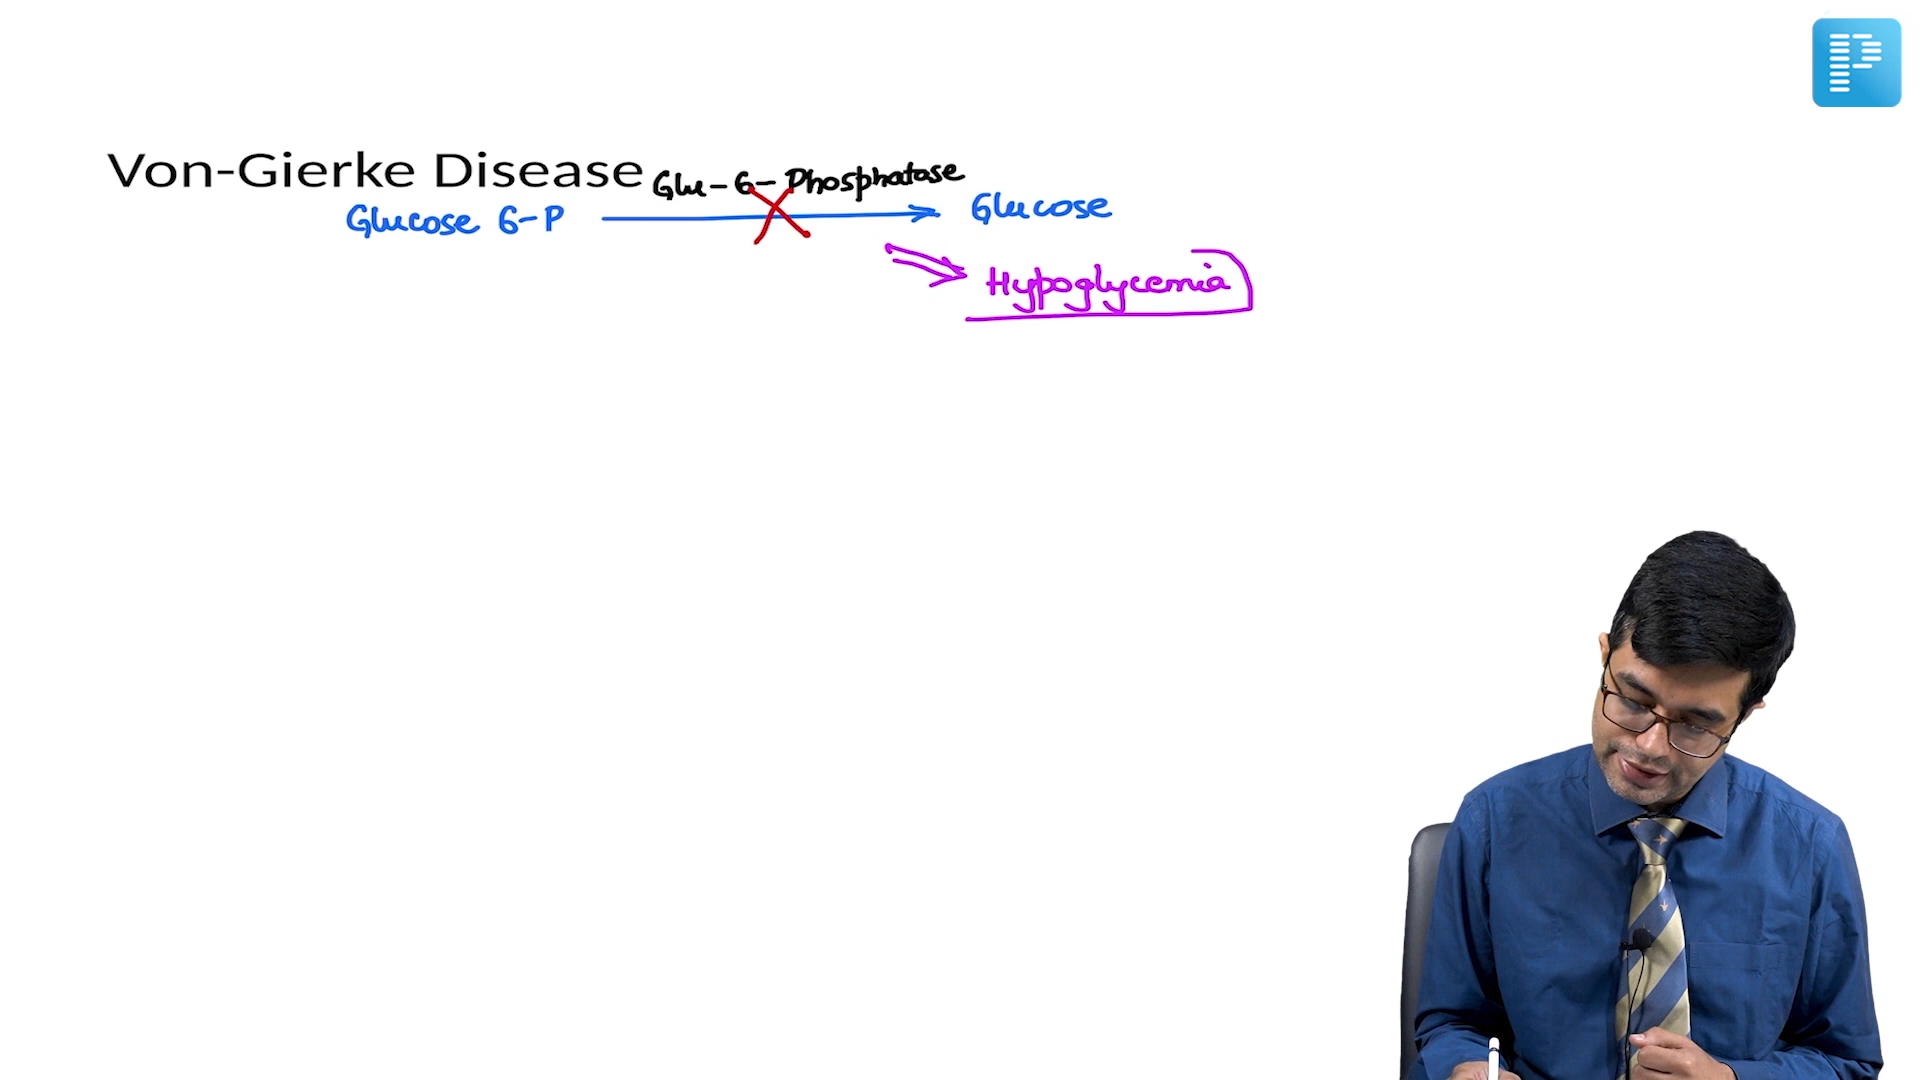 Von-Gierke Disease
Glu-6-Phosphatase
Glucose 6-P
Glucose
Hypoglycemia